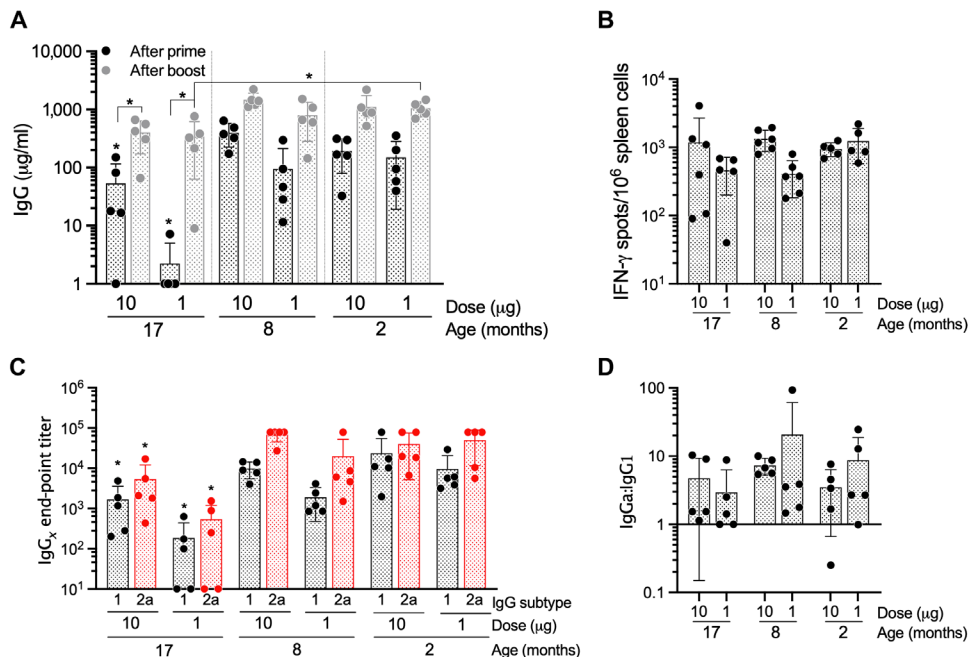 A
After prime
After boost
IgG (μg/ml)
10,000
1,000
100
10
1
*
*
*
*
*
10 1 10 1 10 1
Dose (μg)
17 8 2
Age (months)
B
IFN-γ spots/10⁶ spleen cells
10⁴
10³
10²
10¹
10 1 10 1 10 1
Dose (μg)
17 8 2
Age (months)
C
IgGₓ end-point titer
10⁶
10⁵
10⁴
10³
10²
10¹
* * * *
1 2a 1 2a 1 2a 1 2a 1 2a 1 2a
IgG subtype
10 1 10 1 10 1
Dose (μg)
17 8 2
Age (months)
D
IgGa:IgG1
100
10
1
0.1
10 1 10 1 10 1
Dose (μg)
17 8 2
Age (months)